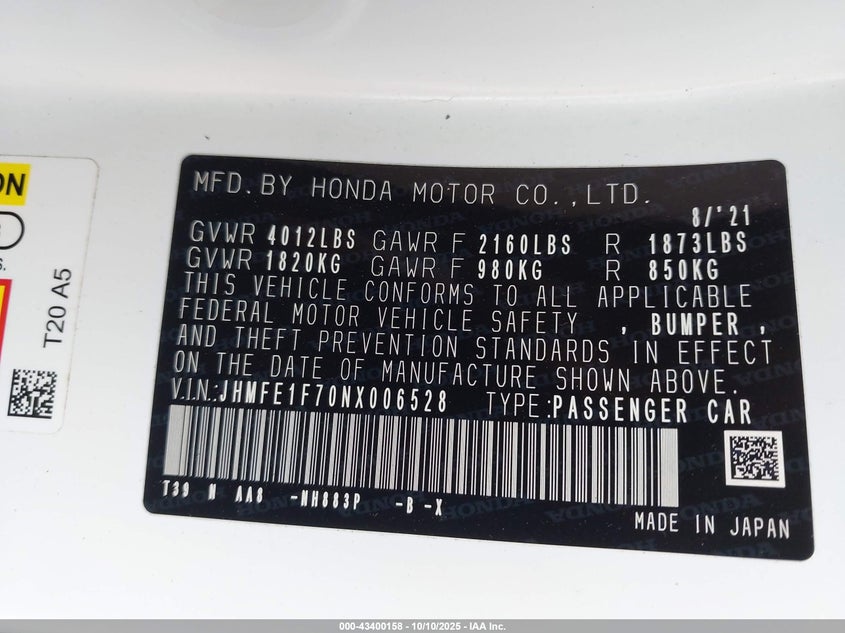 ON
S.
T20 A5
MFD.BY HONDA MOTOR CO.,LTD.
8/'21
GVWR 4012LBS GAWR F 2160LBS R 1873LBS
GVWR 1820KG GAWR F 980KG R 850KG
THIS VEHICLE CONFORMS TO ALL APPLICABLE
FEDERAL MOTOR VEHICLE SAFETY , BUMPER ,
AND THEFT PREVENTION STANDARDS IN EFFECT
ON THE DATE OF MANUFACTURE SHOWN ABOVE.
V.I.N.:JHMFE1F70NX006528 TYPE:PASSENGER CAR
T39 N AA8 -NH883P -B -X
MADE IN JAPAN
000-43400158 - 10/10/2025 - IAA Inc.